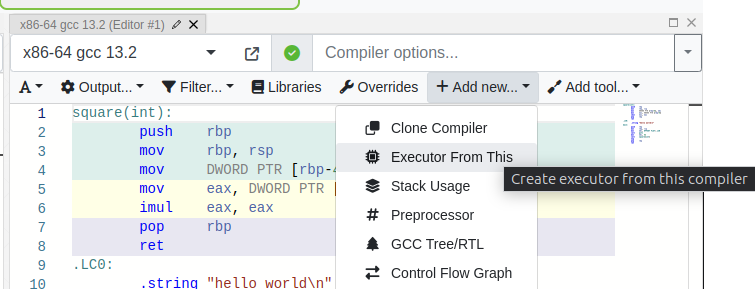 x86-64 gcc 13.2 (Editor #1)
x86-64 gcc 13.2
Compiler options...
A Output... Filter... Libraries Overrides + Add new... Add tool...
1 square(int):
2 push rbp
3 mov rbp, rsp
4 mov DWORD PTR [rbp-4
5 mov eax, DWORD PTR [
6 imul eax, eax
7 pop rbp
8 ret
9 .LC0:
10 .string "hello world\n"
Clone Compiler
Executor From This
Create executor from this compiler
Stack Usage
# Preprocessor
GCC Tree/RTL
Control Flow Graph